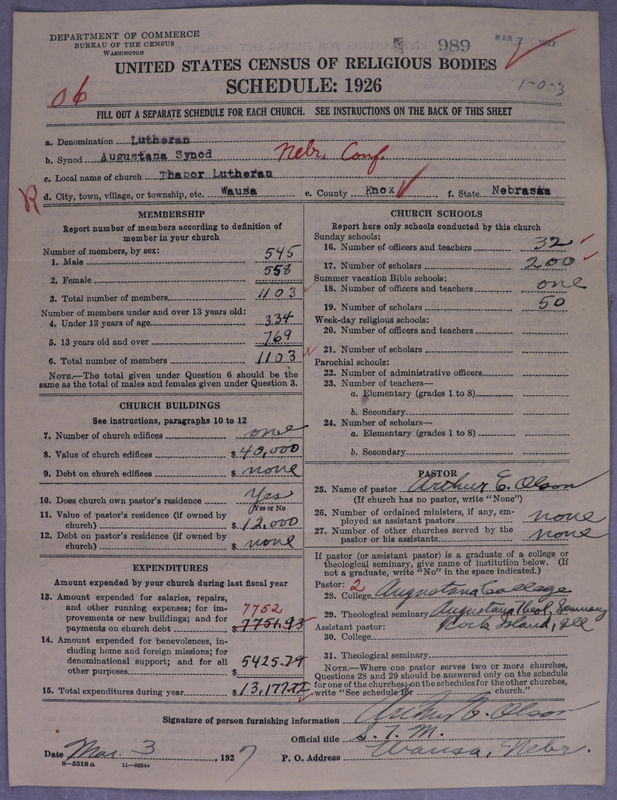 DEPARTMENT OF COMMERCE
BUREAU OF THE CENSUS
WASHINGTON
989
MAR 7 1927
UNITED STATES CENSUS OF RELIGIOUS BODIES
SCHEDULE: 1926
06
1-0-3
FILL OUT A SEPARATE SCHEDULE FOR EACH CHURCH. SEE INSTRUCTIONS ON THE BACK OF THIS SHEET
a. Denomination Lutheran
b. Synod Augustana Synod Nebr. Conf.
c. Local name of church Thabor Lutheran
R d. City, town, village, or township, etc. Wausa e. County Knox f. State Nebraska
MEMBERSHIP
Report number of members according to definition of
member in your church
Number of members, by sex:
1. Male 545
2. Female 558
3. Total number of members 1103
Number of members under and over 13 years old:
4. Under 13 years of age 334
5. 13 years old and over 769
6. Total number of members 1103
NOTE.—The total given under Question 6 should be the
same as the total of males and females given under Question 3.
CHURCH BUILDINGS
See instructions, paragraphs 10 to 12
7. Number of church edifices one
8. Value of church edifices $ 40,000
9. Debt on church edifices $ none
10. Does church own pastor's residence Yes
(Yes or No)
11. Value of pastor's residence (if owned by
church) $ 12,000
12. Debt on pastor's residence (if owned by
church) $ none
EXPENDITURES
Amount expended by your church during last fiscal year
13. Amount expended for salaries, repairs,
and other running expenses; for im-
provements or new buildings; and for
payments on church debt 7752
$ 7751.93
14. Amount expended for benevolences, in-
cluding home and foreign missions; for
denominational support; and for all
other purposes $ 5425.79
15. Total expenditures during year $ 13,177.72
CHURCH SCHOOLS
Report here only schools conducted by this church
Sunday schools:
16. Number of officers and teachers 32
17. Number of scholars 200
Summer vacation Bible schools:
18. Number of officers and teachers one
19. Number of scholars 50
Week-day religious schools:
20. Number of officers and teachers
21. Number of scholars
Parochial schools:
22. Number of administrative officers
23. Number of teachers—
a. Elementary (grades 1 to 8)
b. Secondary
24. Number of scholars—
a. Elementary (grades 1 to 8)
b. Secondary
PASTOR
25. Name of pastor Arthur E. Olson
(If church has no pastor, write "None")
26. Number of ordained ministers, if any, em-
ployed as assistant pastors none
27. Number of other churches served by the
pastor or his assistants none
If pastor (or assistant pastor) is a graduate of a college or
theological seminary, give name of institution below. (If
not a graduate, write "No" in the space indicated.)
Pastor: 2
28. College Augustana College
29. Theological seminary Augustana Theol. Seminary
Assistant pastor: Rock Island, Ill
30. College
31. Theological seminary
NOTE.—Where one pastor serves two or more churches,
Questions 28 and 29 should be answered only on the schedule
for one of the churches; on the schedules for the other churches,
write "See schedule for church."
Signature of person furnishing information Arthur E. Olson
Official title S. T. M.
Date Mar. 3, 1927 P. O. Address Wausa, Nebr.
8—5518 a